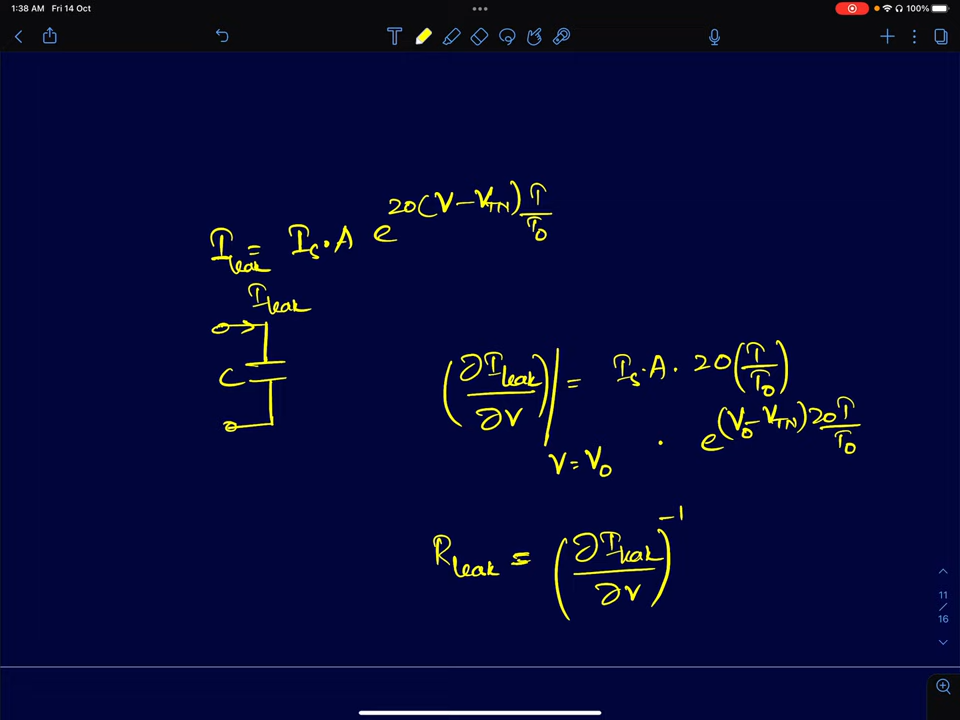 1:38 AM Fri 14 Oct
100%
I_leak = I_s · A e^{20(V − V_TN) T/T_0}
I_leak
C
(∂I_leak/∂V)|_{V=V_0} = I_s · A · 20 (T/T_0)
· e^{(V_0 − V_TN) 20 T/T_0}
R_leak = (∂I_leak/∂V)^{-1}
11
/
16